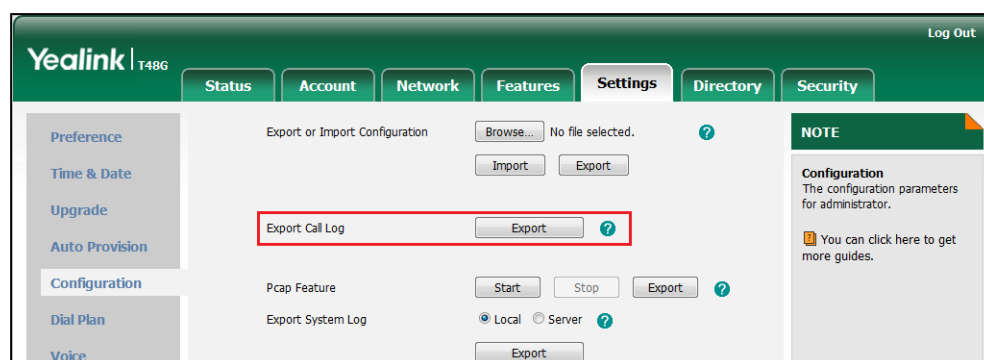 Log Out
Yealink | T48G
Status Account Network Features Settings Directory Security
Preference
Time & Date
Upgrade
Auto Provision
Configuration
Dial Plan
Voice
Export or Import Configuration Browse... No file selected. ?
Import Export
Export Call Log Export ?
Pcap Feature Start Stop Export ?
Export System Log Local Server ?
Export
NOTE
Configuration
The configuration parameters
for administrator.
? You can click here to get
more guides.